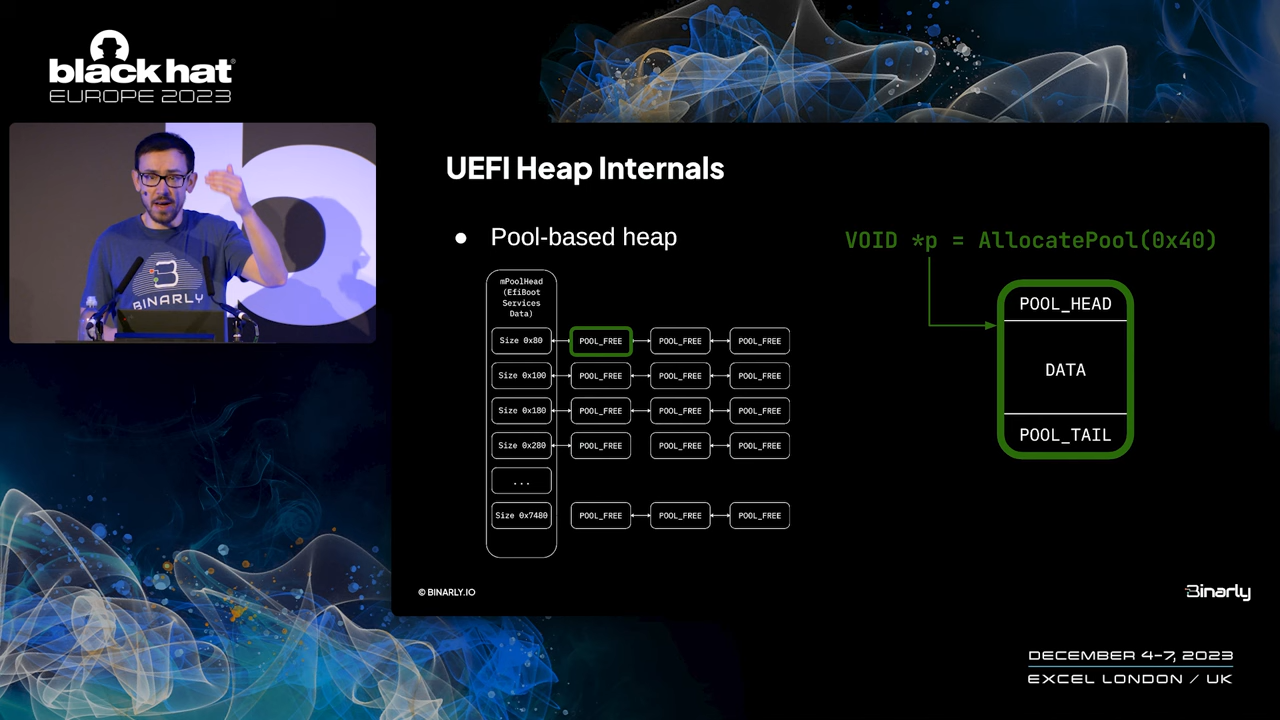 black hat®
EUROPE 2023
BINARLY
UEFI Heap Internals
● Pool-based heap
mPoolHead
(EfiBoot
Services
Data)
Size 0x80
POOL_FREE
POOL_FREE
POOL_FREE
Size 0x100
POOL_FREE
POOL_FREE
POOL_FREE
Size 0x180
POOL_FREE
POOL_FREE
POOL_FREE
Size 0x280
POOL_FREE
POOL_FREE
POOL_FREE
...
Size 0x7480
POOL_FREE
POOL_FREE
POOL_FREE
VOID *p = AllocatePool(0x40)
POOL_HEAD
DATA
POOL_TAIL
© BINARLY.IO
Binarly
DECEMBER 4-7, 2023
EXCEL LONDON / UK